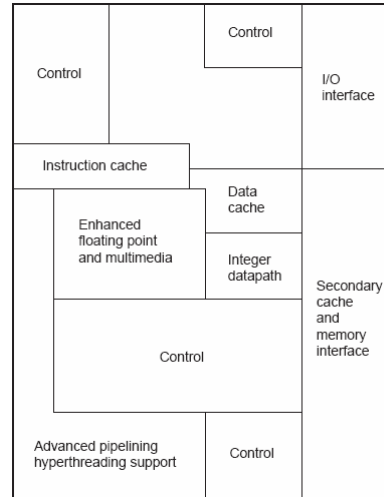 Control
Control
I/O
interface
Instruction cache
Data
cache
Enhanced
floating point
and multimedia
Integer
datapath
Secondary
cache
and
memory
interface
Control
Advanced pipelining
hyperthreading support
Control